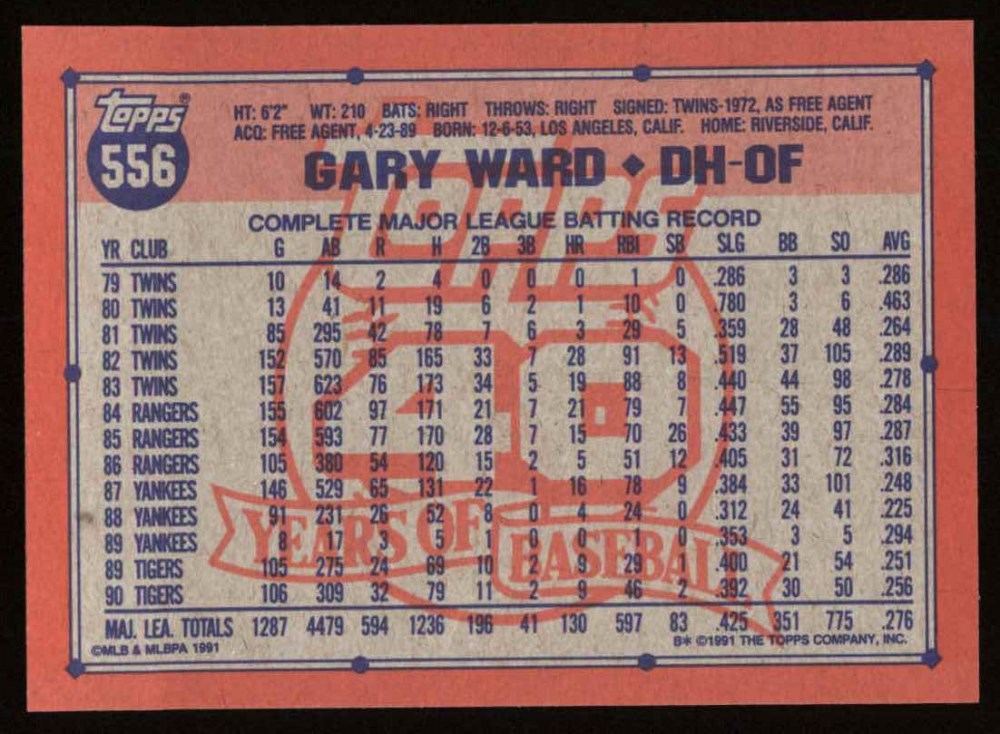 Topps®
556
HT: 6'2" WT: 210 BATS: RIGHT THROWS: RIGHT SIGNED: TWINS-1972, AS FREE AGENT
ACQ: FREE AGENT, 4-23-89 BORN: 12-6-53, LOS ANGELES, CALIF. HOME: RIVERSIDE, CALIF.
GARY WARD ◆ DH-OF
TOPPS
COMPLETE MAJOR LEAGUE BATTING RECORD
YR CLUB G AB R H 2B 3B HR RBI SB SLG BB SO AVG
79 TWINS 10 14 2 4 0 0 0 1 0 .286 3 3 .286
80 TWINS 13 41 11 19 6 2 1 10 0 .780 3 6 .463
81 TWINS 85 295 42 78 7 6 3 29 5 .359 28 48 .264
82 TWINS 152 570 85 165 33 7 28 91 13 .519 37 105 .289
83 TWINS 157 623 76 173 34 5 19 88 8 .440 44 98 .278
84 RANGERS 155 602 97 171 21 7 21 79 7 .447 55 95 .284
85 RANGERS 154 593 77 170 28 7 15 70 26 .433 39 97 .287
86 RANGERS 105 380 54 120 15 2 5 51 12 .405 31 72 .316
87 YANKEES 146 529 65 131 22 1 16 78 9 .384 33 101 .248
88 YANKEES 91 231 26 52 8 0 4 24 0 .312 24 41 .225
89 YANKEES 8 17 3 5 1 0 0 1 0 .353 3 5 .294
89 TIGERS 105 275 24 69 10 2 9 29 1 .400 21 54 .251
90 TIGERS 106 309 32 79 11 2 9 46 2 .392 30 50 .256
MAJ. LEA. TOTALS 1287 4479 594 1236 196 41 130 597 83 .425 351 775 .276
40
YEARS OF BASEBALL
©MLB & MLBPA 1991 B* ©1991 THE TOPPS COMPANY, INC.